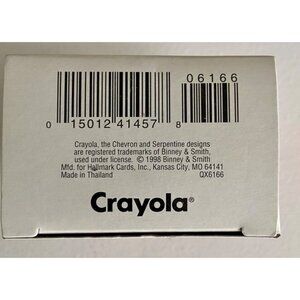 06166
0 15012 41457 8
Crayola, the Chevron and Serpentine designs
are registered trademarks of Binney & Smith,
used under license. © 1998 Binney & Smith
Mfd. for Hallmark Cards, Inc., Kansas City, MO 64141
Made in Thailand QX6166
Crayola®